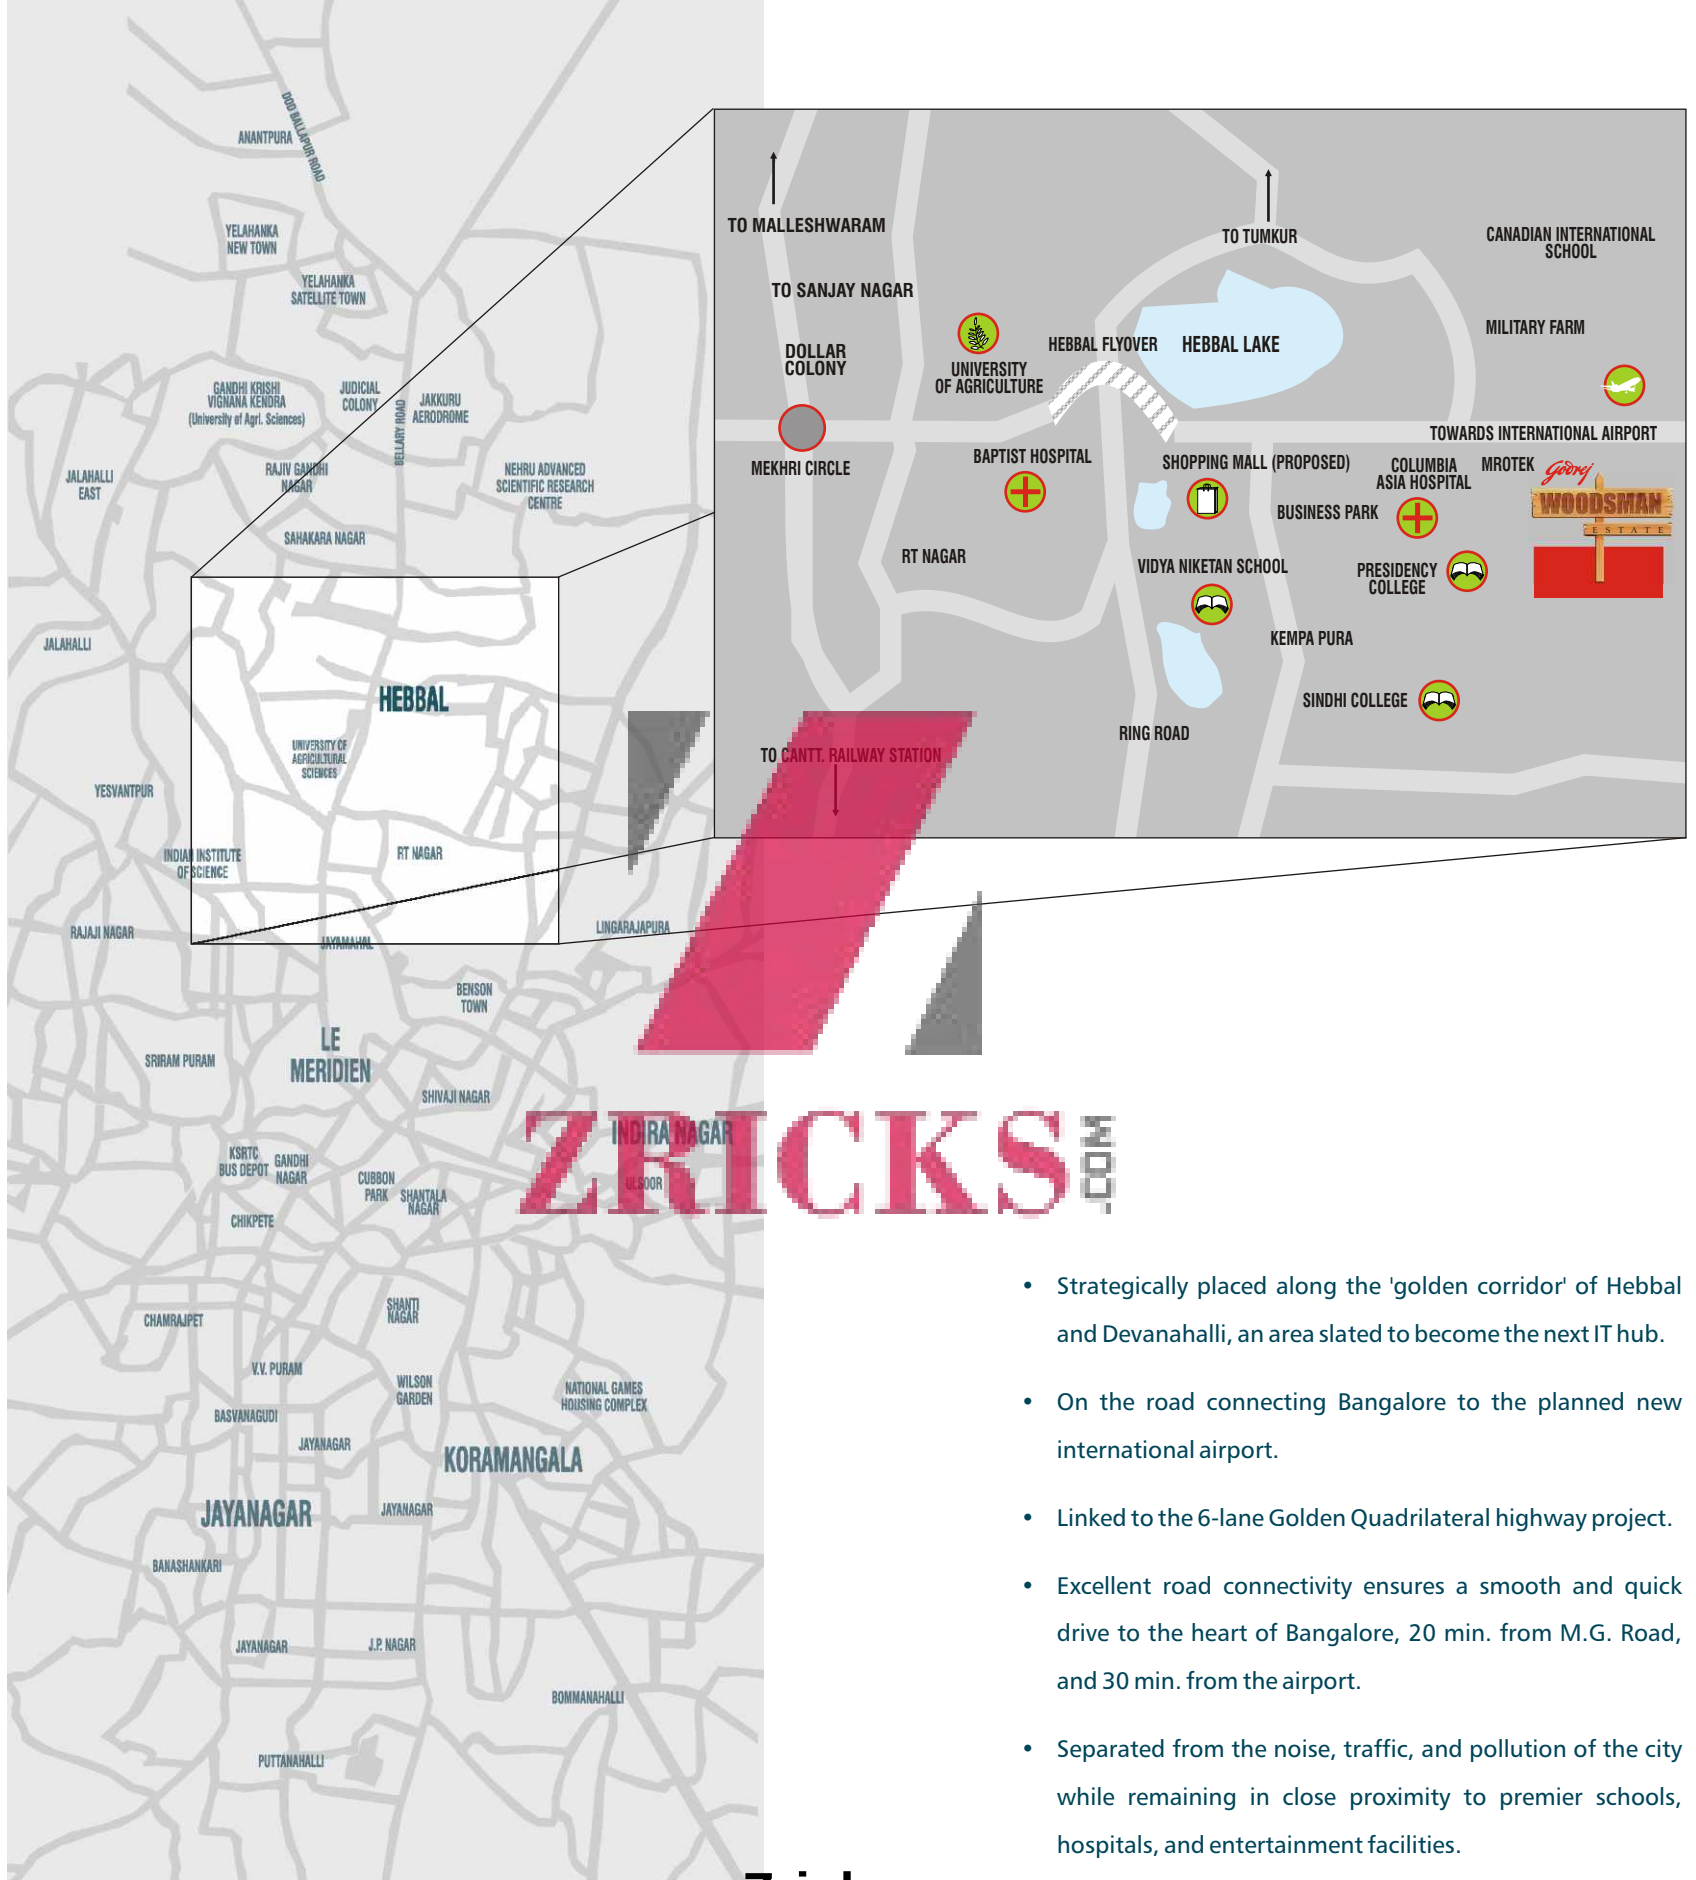 DOD BALLAPUR ROAD
ANANTPURA
YELAHANKA
NEW TOWN
YELAHANKA
SATELLITE TOWN
GANDHI KRISHI
VIGNANA KENDRA
(University of Agri. Sciences)
JUDICIAL
COLONY
BELLARY ROAD
JAKKURU
AERODROME
JALAHALLI
EAST
RAJIV GANDHI
NAGAR
NEHRU ADVANCED
SCIENTIFIC RESEARCH
CENTRE
SAHAKARA NAGAR
JALAHALLI
HEBBAL
UNIVERSITY OF
AGRICULTURAL
SCIENCES
YESVANTPUR
INDIAN INSTITUTE
OF SCIENCE
RT NAGAR
RAJAJI NAGAR
JAYAMAHAL
LINGARAJAPURA
BENSON
TOWN
LE
MERIDIEN
SRIRAM PURAM
SHIVAJI NAGAR
INDIRA NAGAR
KSRTC
BUS DEPOT
GANDHI
NAGAR
CUBBON
PARK
SHANTALA
NAGAR
ULSOOR
CHIKPETE
CHAMRAJPET
SHANTI
NAGAR
V.V. PURAM
WILSON
GARDEN
NATIONAL GAMES
HOUSING COMPLEX
BASVANAGUDI
JAYANAGAR
KORAMANGALA
JAYANAGAR
JAYANAGAR
BANASHANKARI
JAYANAGAR
J.P. NAGAR
BOMMANAHALLI
PUTTANAHALLI
TO MALLESHWARAM
TO TUMKUR
CANADIAN INTERNATIONAL
SCHOOL
TO SANJAY NAGAR
MILITARY FARM
DOLLAR
COLONY
UNIVERSITY
OF AGRICULTURE
HEBBAL FLYOVER
HEBBAL LAKE
TOWARDS INTERNATIONAL AIRPORT
MEKHRI CIRCLE
BAPTIST HOSPITAL
SHOPPING MALL (PROPOSED)
COLUMBIA
ASIA HOSPITAL
MROTEK
Godrej
WOODSMAN
ESTATE
BUSINESS PARK
RT NAGAR
VIDYA NIKETAN SCHOOL
PRESIDENCY
COLLEGE
KEMPA PURA
SINDHI COLLEGE
RING ROAD
TO CANTT. RAILWAY STATION
ZRICKS
.COM
• Strategically placed along the 'golden corridor' of Hebbal
and Devanahalli, an area slated to become the next IT hub.
• On the road connecting Bangalore to the planned new
international airport.
• Linked to the 6-lane Golden Quadrilateral highway project.
• Excellent road connectivity ensures a smooth and quick
drive to the heart of Bangalore, 20 min. from M.G. Road,
and 30 min. from the airport.
• Separated from the noise, traffic, and pollution of the city
while remaining in close proximity to premier schools,
hospitals, and entertainment facilities.